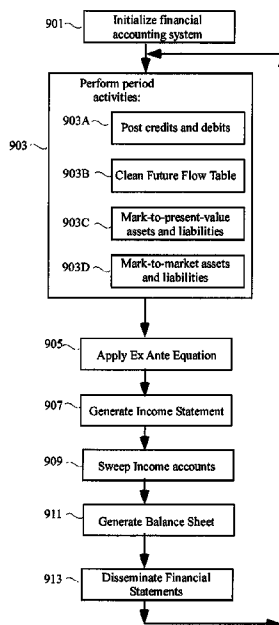 901
Initialize financial
accounting system
Perform period
activities:
903
903A
Post credits and debits
903B
Clean Future Flow Table
903C
Mark-to-present-value
assets and liabilities
903D
Mark-to-market assets
and liabilities
905
Apply Ex Ante Equation
907
Generate Income Statement
909
Sweep Income accounts
911
Generate Balance Sheet
913
Disseminate Financial
Statements